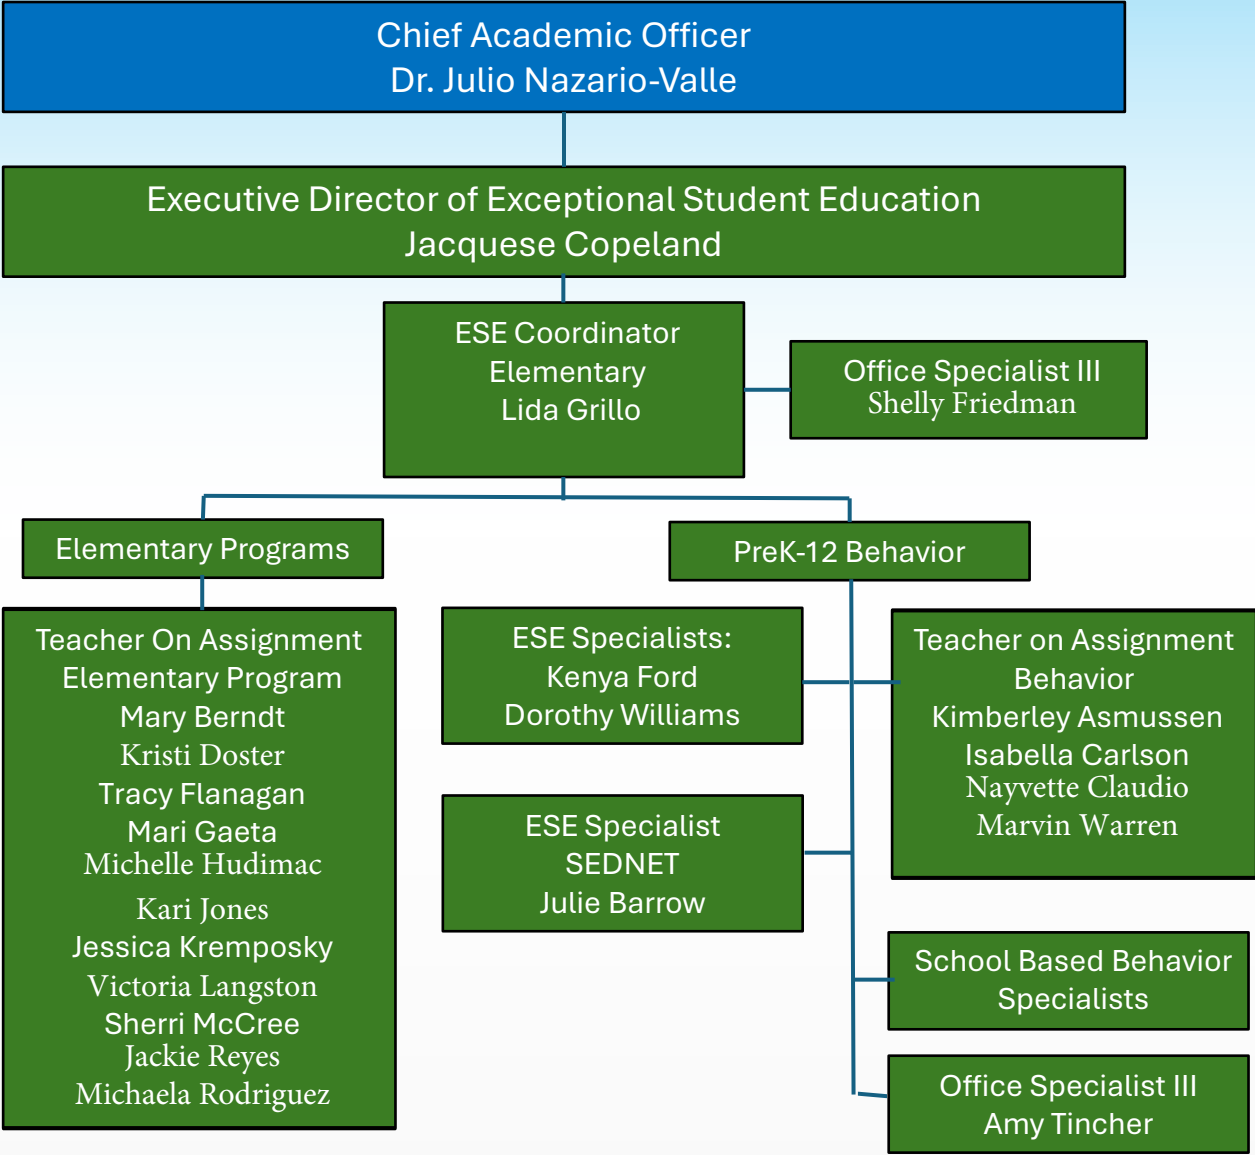 Chief Academic Officer
Dr. Julio Nazario-Valle
Executive Director of Exceptional Student Education
Jacquese Copeland
ESE Coordinator
Elementary
Lida Grillo
Office Specialist III
Shelly Friedman
Elementary Programs
PreK-12 Behavior
Teacher On Assignment
Elementary Program
Mary Berndt
Kristi Doster
Tracy Flanagan
Mari Gaeta
Michelle Hudimac
Kari Jones
Jessica Kremposky
Victoria Langston
Sherri McCree
Jackie Reyes
Michaela Rodriguez
ESE Specialists:
Kenya Ford
Dorothy Williams
ESE Specialist
SEDNET
Julie Barrow
Teacher on Assignment
Behavior
Kimberley Asmussen
Isabella Carlson
Nayvette Claudio
Marvin Warren
School Based Behavior
Specialists
Office Specialist III
Amy Tincher